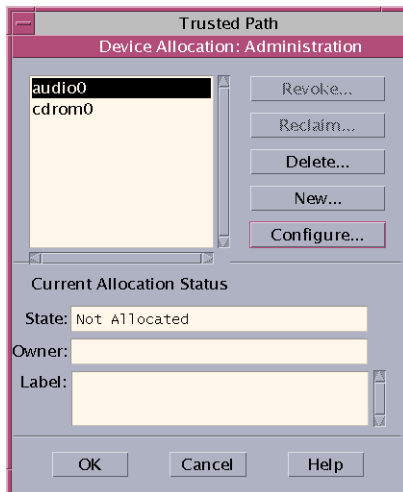 Trusted Path
Device Allocation: Administration
audio0
cdrom0
Revoke...
Reclaim...
Delete...
New...
Configure...
Current Allocation Status
State: Not Allocated
Owner:
Label:
OK Cancel Help